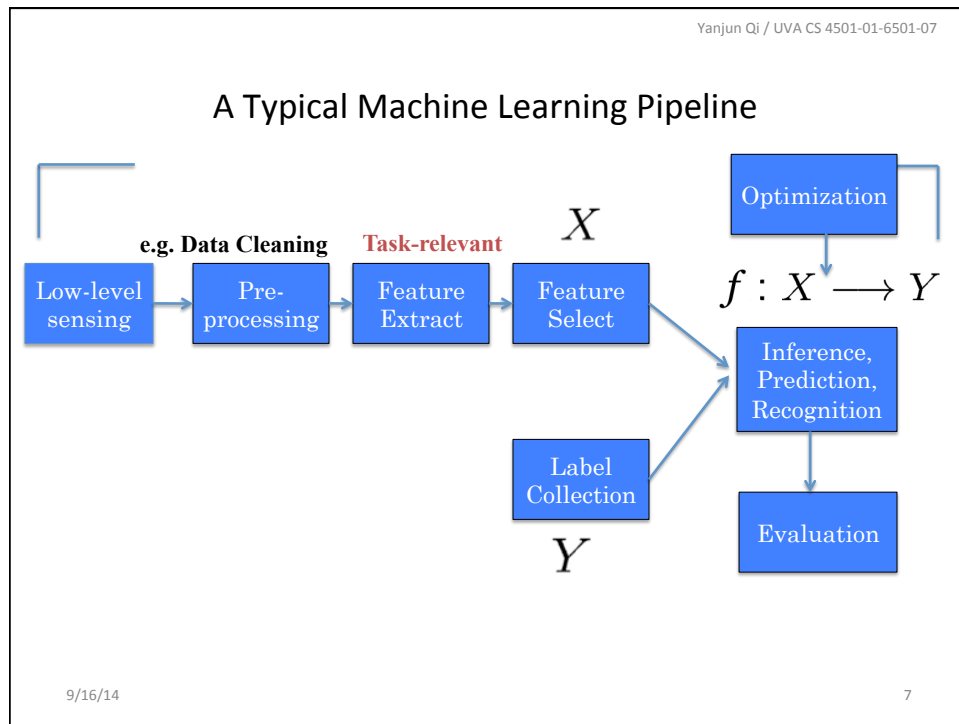 Yanjun Qi / UVA CS 4501-01-6501-07
A Typical Machine Learning Pipeline
Optimization
X
e.g. Data Cleaning
Task-relevant
f : X ⟶ Y
Low-level
sensing
Pre-
processing
Feature
Extract
Feature
Select
Inference,
Prediction,
Recognition
Label
Collection
Y
Evaluation
9/16/14
7